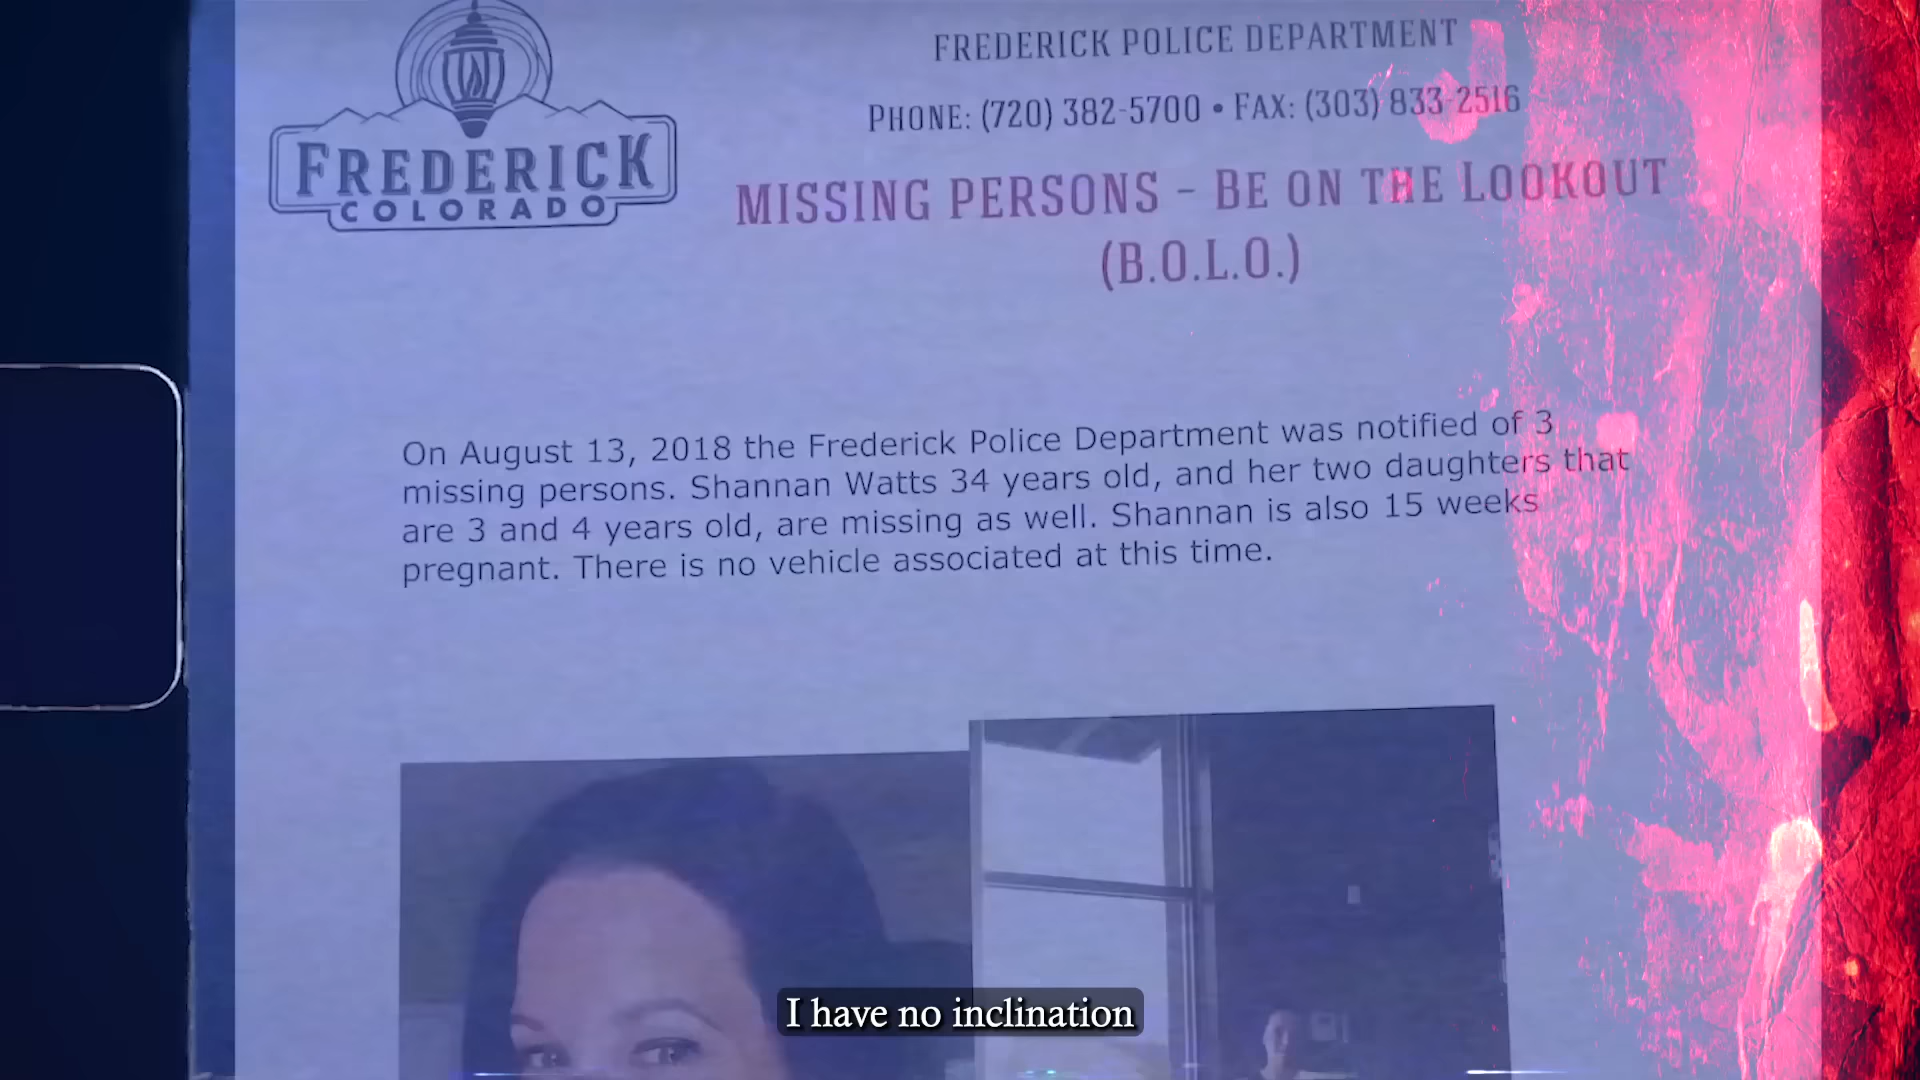 FREDERICK
COLORADO
FREDERICK POLICE DEPARTMENT
PHONE: (720) 382-5700 • FAX: (303) 833-2516
MISSING PERSONS - BE ON THE LOOKOUT
(B.O.L.O.)
On August 13, 2018 the Frederick Police Department was notified of 3
missing persons. Shannan Watts 34 years old, and her two daughters that
are 3 and 4 years old, are missing as well. Shannan is also 15 weeks
pregnant. There is no vehicle associated at this time.
I have no inclination